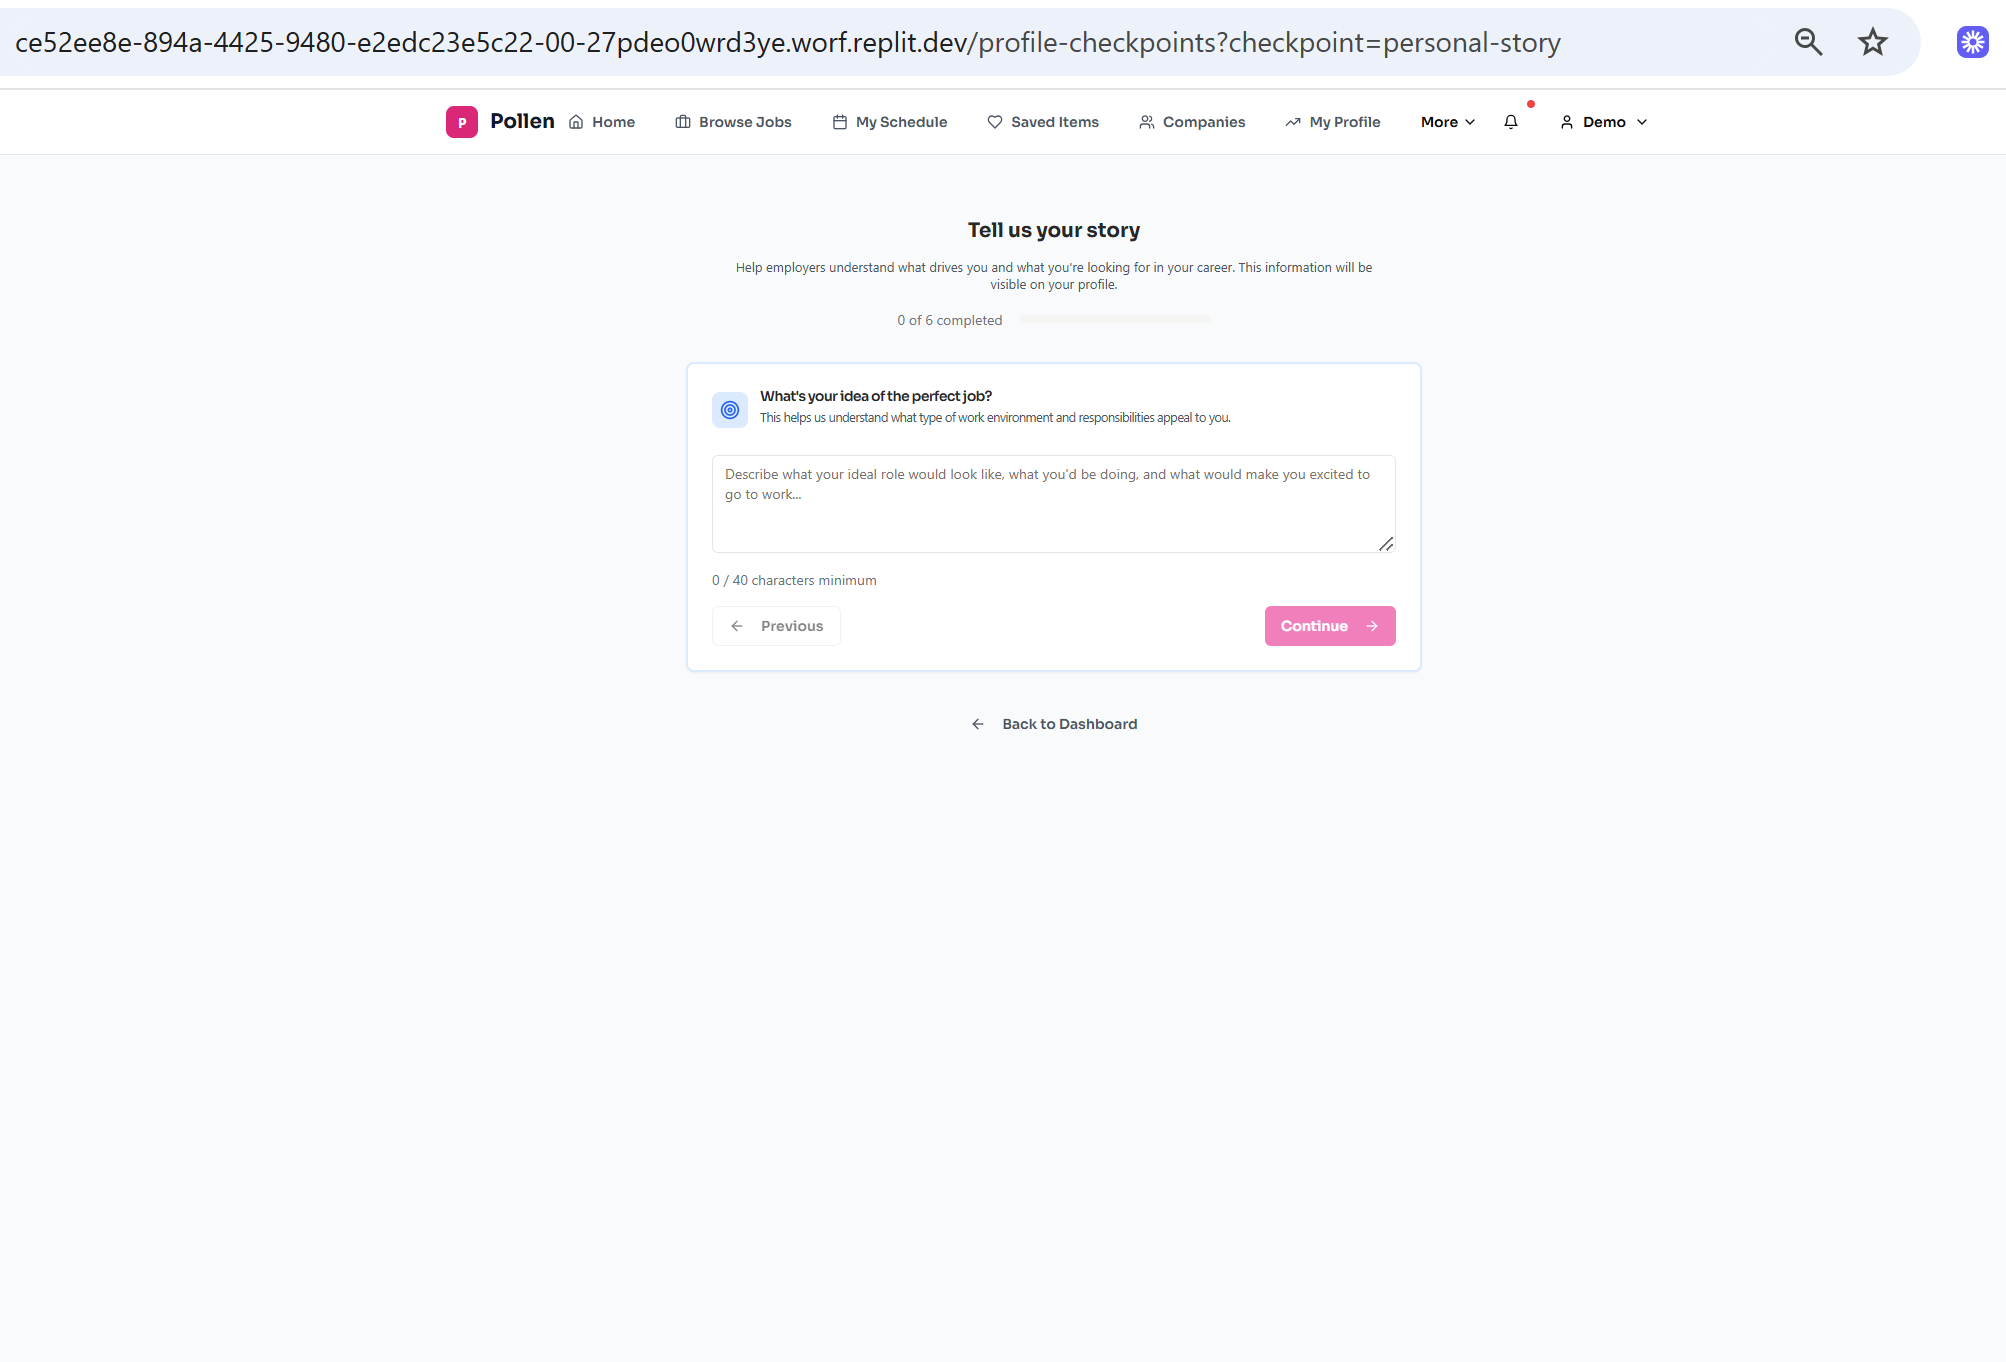 ce52ee8e-894a-4425-9480-e2edc23e5c22-00-27pdeo0wrd3ye.worf.replit.dev/profile-checkpoints?checkpoint=personal-story
P Pollen Home Browse Jobs My Schedule Saved Items Companies My Profile More Demo
Tell us your story
Help employers understand what drives you and what you're looking for in your career. This information will be
visible on your profile.
0 of 6 completed
What's your idea of the perfect job?
This helps us understand what type of work environment and responsibilities appeal to you.
Describe what your ideal role would look like, what you'd be doing, and what would make you excited to
go to work...
0 / 40 characters minimum
Previous Continue
Back to Dashboard